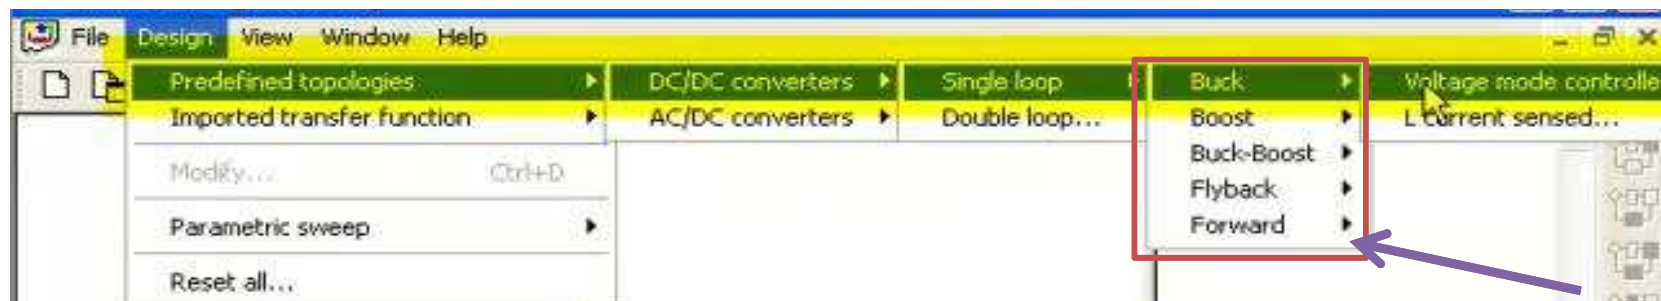 File Design View Window Help
Predefined topologies DC/DC converters Single loop Buck Voltage mode controlle
Imported transfer function AC/DC converters Double loop... Boost L current sensed...
Modify... Ctrl+D Buck-Boost
Flyback
Parametric sweep Forward
Reset all...